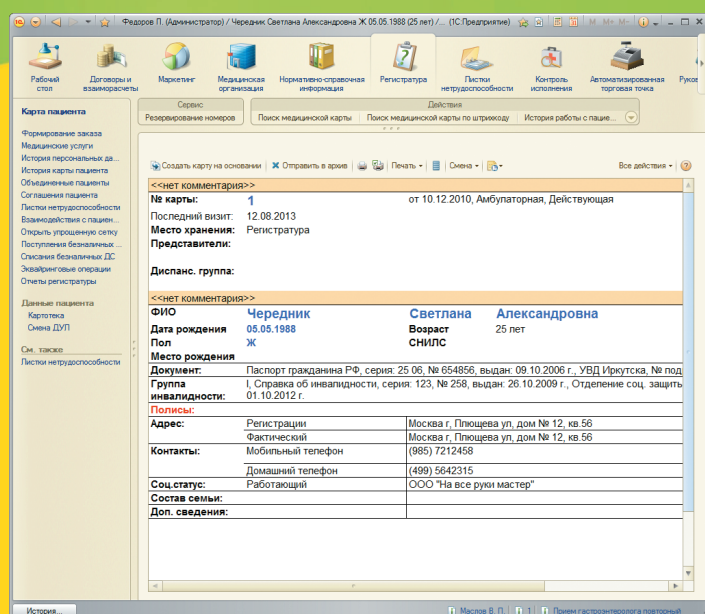 Федоров П. (Администратор) / Чередник Светлана Александровна Ж 05.05.1988 (25 лет) /... (1С:Предприятие)
M M+ M-
Рабочий стол
Договоры и взаиморасчеты
Маркетинг
Медицинская организация
Нормативно-справочная информация
Регистратура
Листки нетрудоспособности
Контроль исполнения
Автоматизированная торговая точка
Руков
Сервис
Резервирование номеров
Действия
Поиск медицинской карты Поиск медицинской карты по штрихкоду История работы с пацие...
Карта пациента
Формирование заказа
Медицинские услуги
История персональных да...
История карты пациента
Объединенные пациенты
Соглашения пациента
Листки нетрудоспособности
Взаимодействия с пациен...
Открыть упрощенную сетку
Поступления безналичных ...
Списания безналичных ДС
Эквайринговые операции
Отчеты регистратуры
Данные пациента
Картотека
Смена ДУЛ
См. также
Листки нетрудоспособности
Создать карту на основании Отправить в архив Печать Смена Все действия
<<нет комментария>>
№ карты: 1 от 10.12.2010, Амбулаторная, Действующая
Последний визит: 12.08.2013
Место хранения: Регистратура
Представители:
Диспанс. группа:
<<нет комментария>>
ФИО Чередник Светлана Александровна
Дата рождения 05.05.1988 Возраст 25 лет
Пол Ж СНИЛС
Место рождения
Документ: Паспорт гражданина РФ, серия: 25 06, № 654856, выдан: 09.10.2006 г., УВД Иркутска, № под
Группа инвалидности: I, Справка об инвалидности, серия: 123, № 258, выдан: 26.10.2009 г., Отделение соц. защить
01.10.2012 г.
Полисы:
Адрес: Регистрации Москва г, Плющева ул, дом № 12, кв.56
Фактический Москва г, Плющева ул, дом № 12, кв.56
Контакты: Мобильный телефон (985) 7212458
Домашний телефон (499) 5642315
Соц.статус: Работающий ООО "На все руки мастер"
Состав семьи:
Доп. сведения:
История...
Маслов В. П. 1 Прием гастроэнтеролога повторный